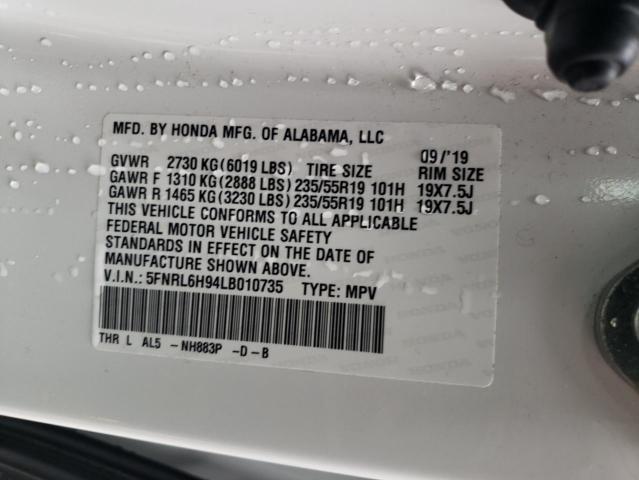 MFD. BY HONDA MFG. OF ALABAMA, LLC 09/'19
GVWR 2730 KG(6019 LBS) TIRE SIZE RIM SIZE
GAWR F 1310 KG(2888 LBS) 235/55R19 101H 19X7.5J
GAWR R 1465 KG(3230 LBS) 235/55R19 101H 19X7.5J
THIS VEHICLE CONFORMS TO ALL APPLICABLE
FEDERAL MOTOR VEHICLE SAFETY
STANDARDS IN EFFECT ON THE DATE OF
MANUFACTURE SHOWN ABOVE.
V.I.N.: 5FNRL6H94LB010735 TYPE: MPV
THR L AL5 - NH883P -D-B